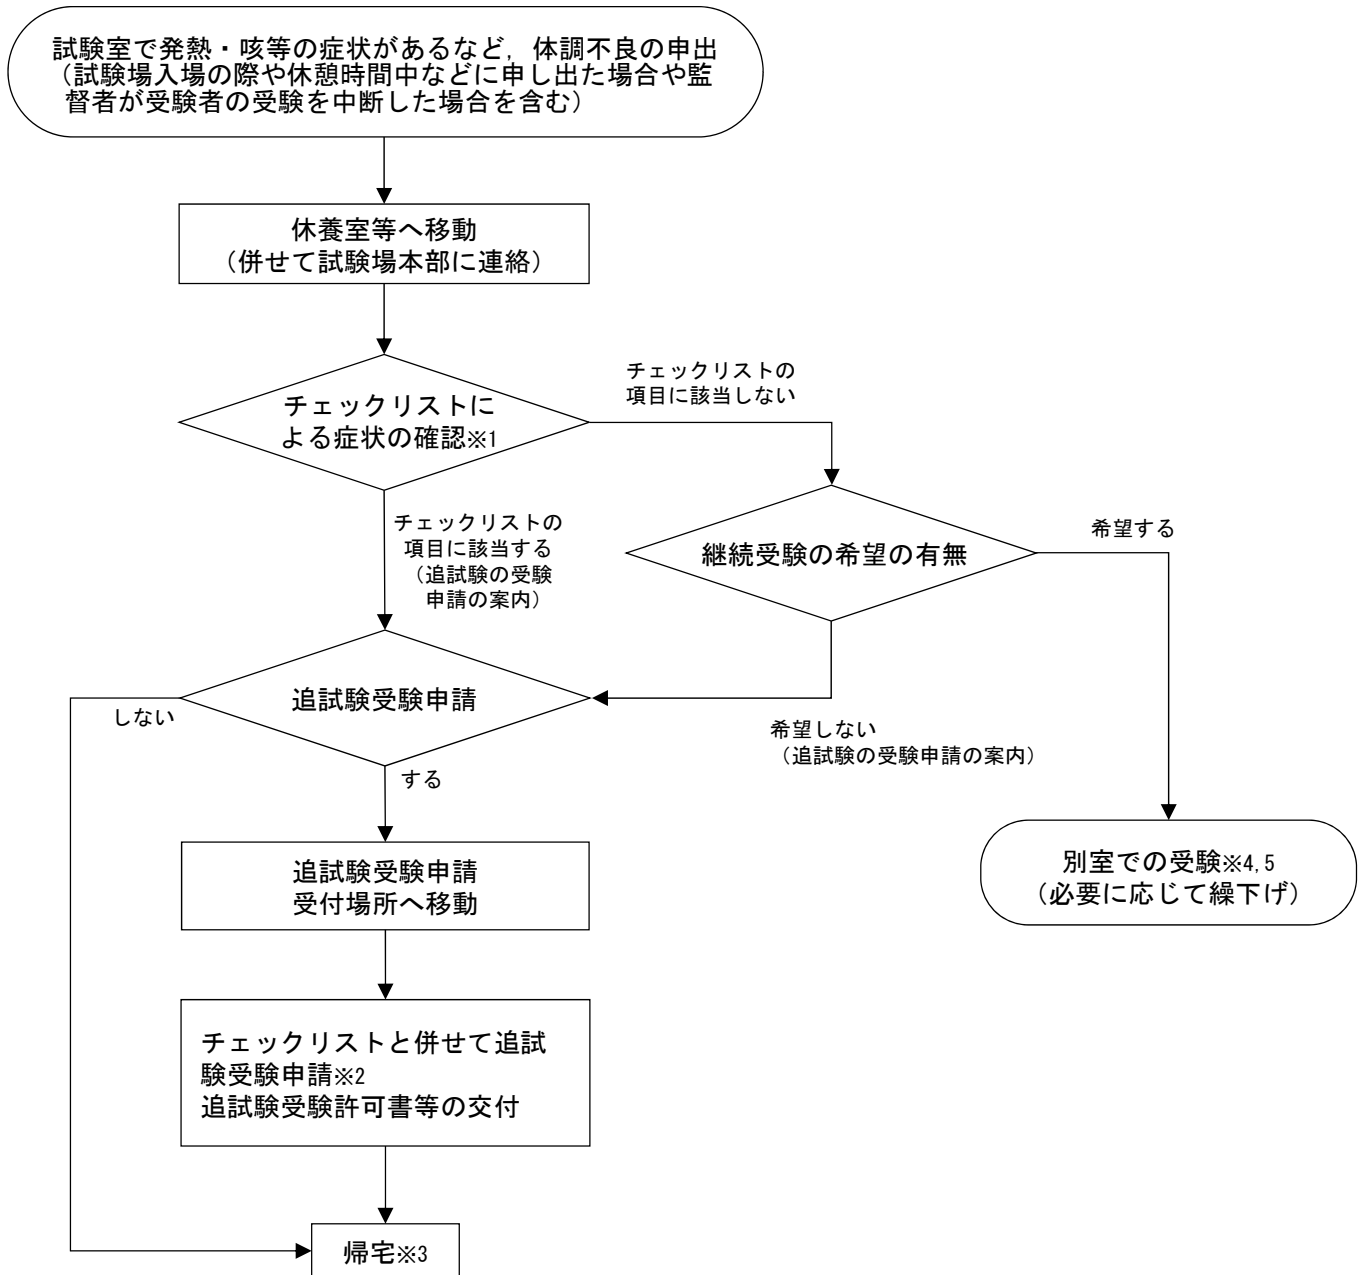 試験室で発熱・咳等の症状があるなど，体調不良の申出
（試験場入場の際や休憩時間中などに申し出た場合や監
督者が受験者の受験を中断した場合を含む）
休養室等へ移動
（併せて試験場本部に連絡）
チェックリストに
よる症状の確認※1
チェックリストの
項目に該当しない
チェックリストの
項目に該当する
（追試験の受験
申請の案内）
継続受験の希望の有無
希望する
追試験受験申請
しない
希望しない
（追試験の受験申請の案内）
する
別室での受験※4,5
（必要に応じて繰下げ）
追試験受験申請
受付場所へ移動
チェックリストと併せて追試
験受験申請※2
追試験受験許可書等の交付
帰宅※3